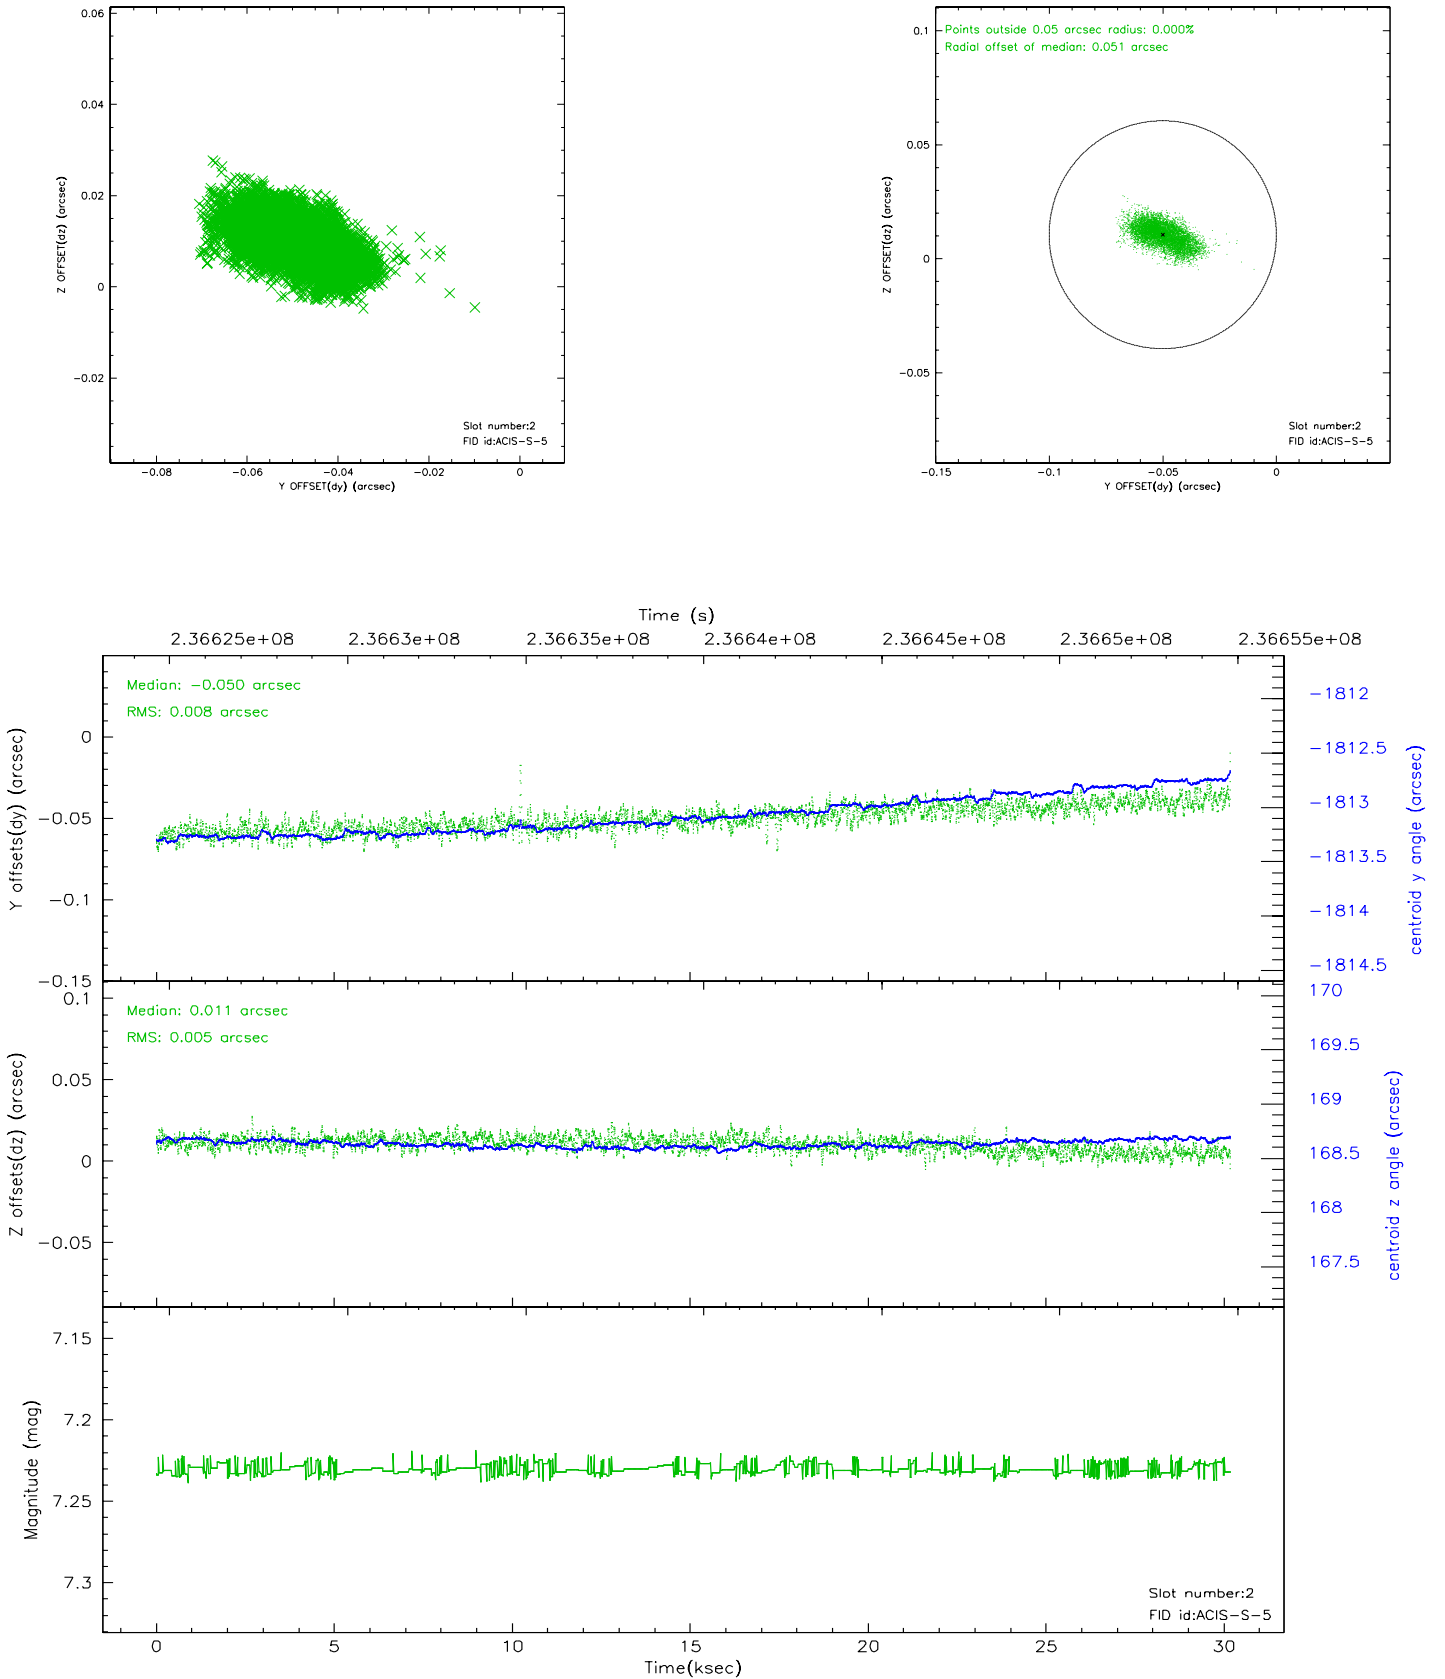 0.06
0.04
0.02
0
−0.02
Z OFFSET(dz) (arcsec)
Slot number:2
FID id:ACIS−S−5
−0.08
−0.06
−0.04
−0.02
0
Y OFFSET(dy) (arcsec)
Points outside 0.05 arcsec radius: 0.000%
Radial offset of median: 0.051 arcsec
0.1
0.05
0
−0.05
Z OFFSET(dz) (arcsec)
Slot number:2
FID id:ACIS−S−5
−0.15
−0.1
−0.05
0
Y OFFSET(dy) (arcsec)
Time (s)
2.36625e+08
2.3663e+08
2.36635e+08
2.3664e+08
2.36645e+08
2.3665e+08
2.36655e+08
Median: −0.050 arcsec
RMS: 0.008 arcsec
0
−0.05
−0.1
−0.15
Y offsets(dy) (arcsec)
−1812
−1812.5
−1813
−1813.5
−1814
−1814.5
centroid y angle (arcsec)
Median: 0.011 arcsec
RMS: 0.005 arcsec
0.1
0.05
0
−0.05
Z offsets(dz) (arcsec)
170
169.5
169
168.5
168
167.5
centroid z angle (arcsec)
7.15
7.2
7.25
7.3
Magnitude (mag)
Slot number:2
FID id:ACIS−S−5
0
5
10
15
20
25
30
Time(ksec)